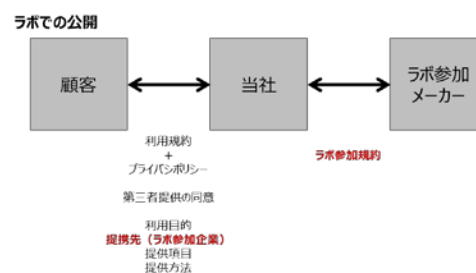 ラボでの公開
顧客
当社
ラボ参加
メーカー
利用規約
+
プライバシポリシー
第三者提供の同意
利用目的
提携先（ラボ参加企業）
提供項目
提供方法
ラボ参加規約